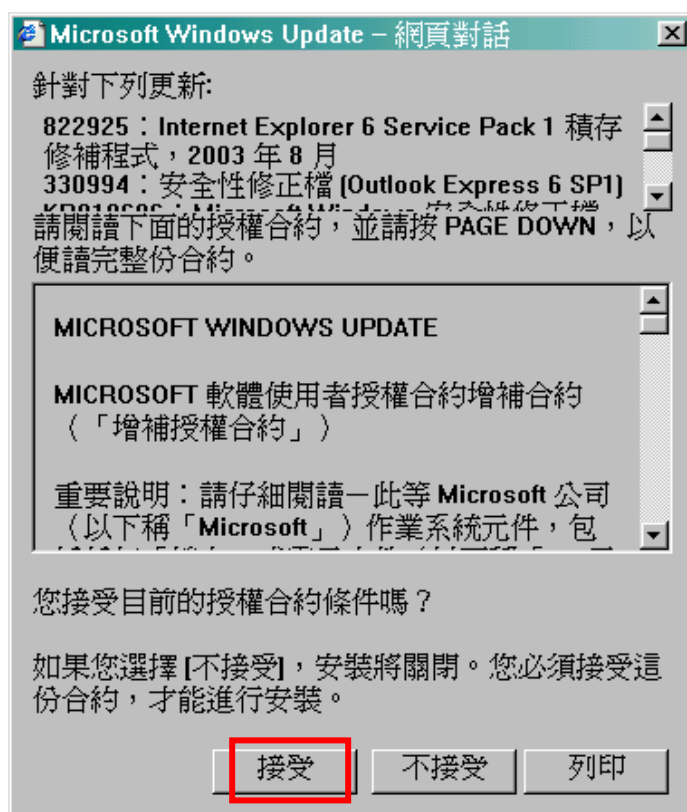 Microsoft Windows Update – 網頁對話
針對下列更新:
822925：Internet Explorer 6 Service Pack 1 積存
修補程式，2003 年 8 月
330994：安全性修正檔 (Outlook Express 6 SP1)
請閱讀下面的授權合約，並請按 PAGE DOWN，以
便讀完整份合約。
MICROSOFT WINDOWS UPDATE
MICROSOFT 軟體使用者授權合約增補合約
（「增補授權合約」）
重要說明：請仔細閱讀－此等 Microsoft 公司
（以下稱「Microsoft」）作業系統元件，包
您接受目前的授權合約條件嗎？
如果您選擇 [不接受]，安裝將關閉。您必須接受這
份合約，才能進行安裝。
接受 不接受 列印